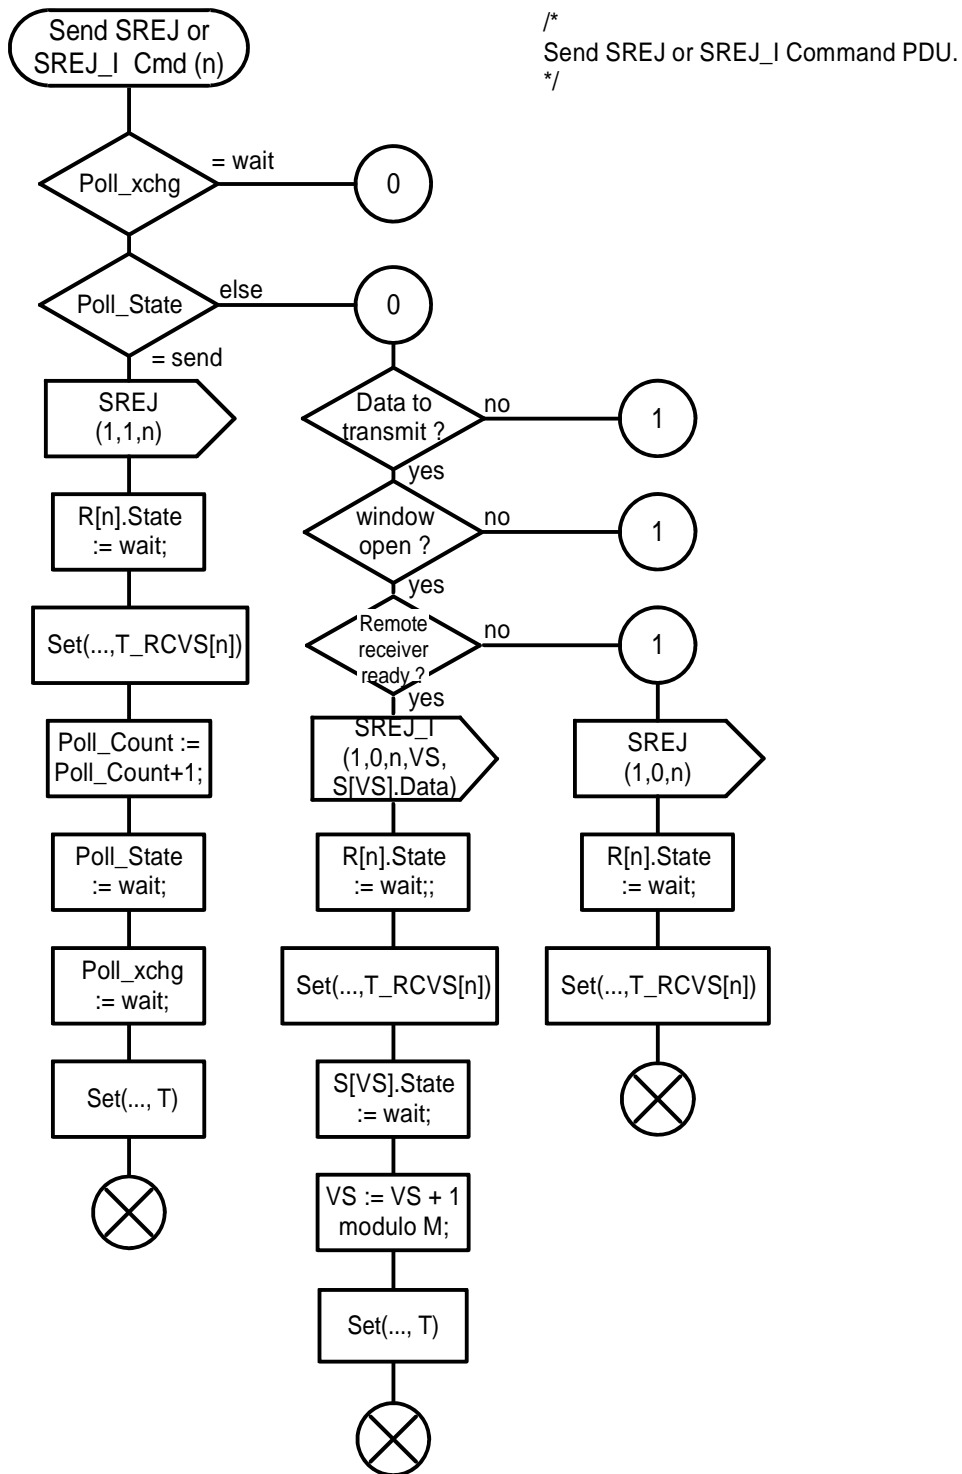 Send SREJ or
SREJ_I Cmd (n)
/*
Send SREJ or SREJ_I Command PDU.
*/
Poll_xchg
= wait
0
Poll_State
else
0
= send
SREJ
(1,1,n)
R[n].State
:= wait;
Set(...,T_RCVS[n])
Poll_Count :=
Poll_Count+1;
Poll_State
:= wait;
Poll_xchg
:= wait;
Set(..., T)
Data to
transmit ?
no
1
yes
window
open ?
no
1
yes
Remote
receiver
ready ?
no
1
yes
SREJ_I
(1,0,n,VS,
S[VS].Data)
R[n].State
:= wait;;
Set(...,T_RCVS[n])
S[VS].State
:= wait;
VS := VS + 1
modulo M;
Set(..., T)
SREJ
(1,0,n)
R[n].State
:= wait;
Set(...,T_RCVS[n])